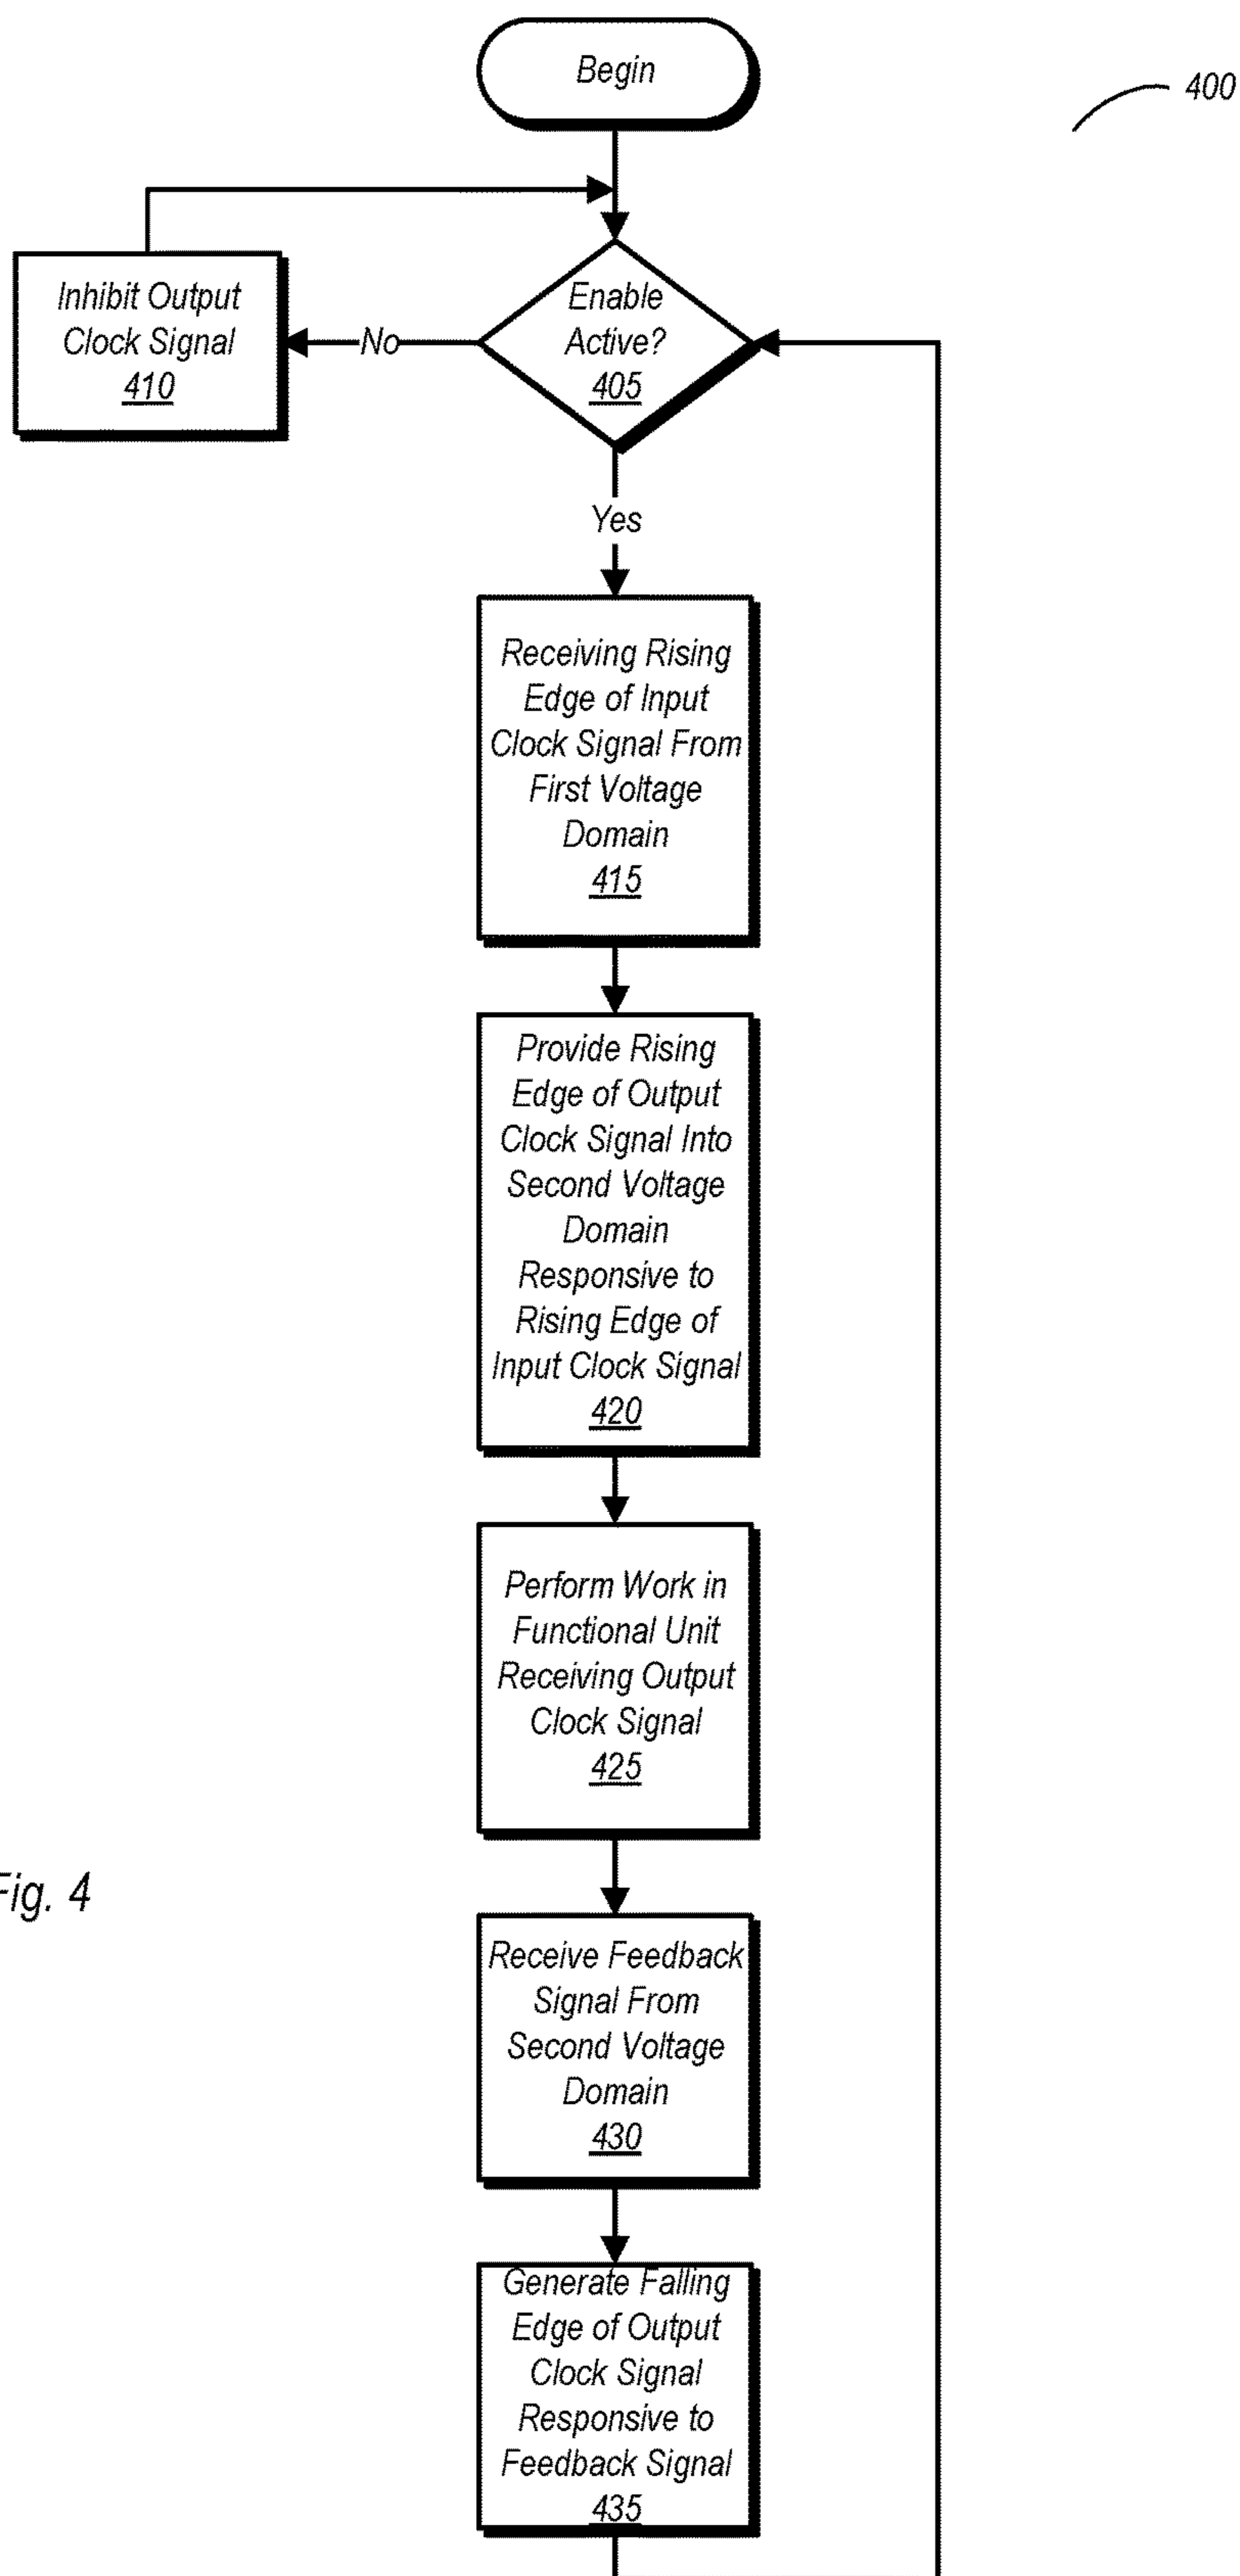 Begin
400
Enable
Active?
405
Inhibit Output
Clock Signal
410
No
Yes
Receiving Rising
Edge of Input
Clock Signal From
First Voltage
Domain
415
Provide Rising
Edge of Output
Clock Signal Into
Second Voltage
Domain
Responsive to
Rising Edge of
Input Clock Signal
420
Perform Work in
Functional Unit
Receiving Output
Clock Signal
425
Fig. 4
Receive Feedback
Signal From
Second Voltage
Domain
430
Generate Falling
Edge of Output
Clock Signal
Responsive to
Feedback Signal
435